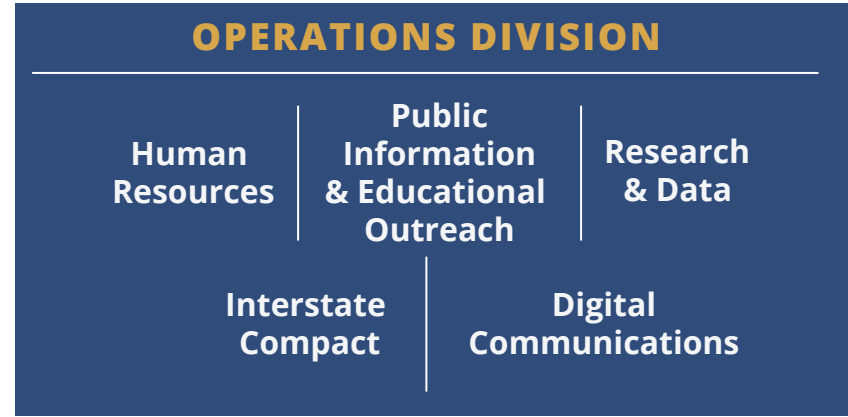 OPERATIONS DIVISION
Human
Resources
Public
Information
& Educational
Outreach
Research
& Data
Interstate
Compact
Digital
Communications